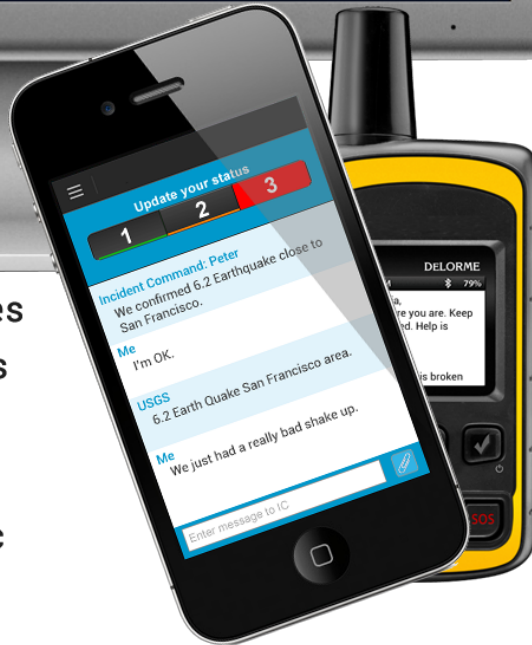 Update your status
1 2 3
Incident Command: Peter
We confirmed 6.2 Earthquake close to
San Francisco.
Me
I'm OK.
USGS
6.2 Earth Quake San Francisco area.
Me
We just had a really bad shake up.
Enter message to IC
DELORME
79%
re you are. Keep
ed. Help is
is broken
SOS
es
s
c